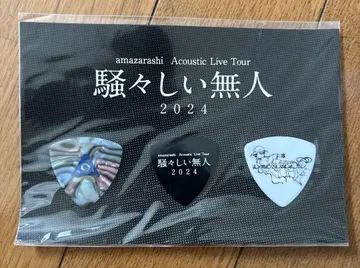 amazarashi Acoustic Live Tour
騒々しい無人
2024
amazarashi Acoustic Live Tour
騒々しい無人
2024